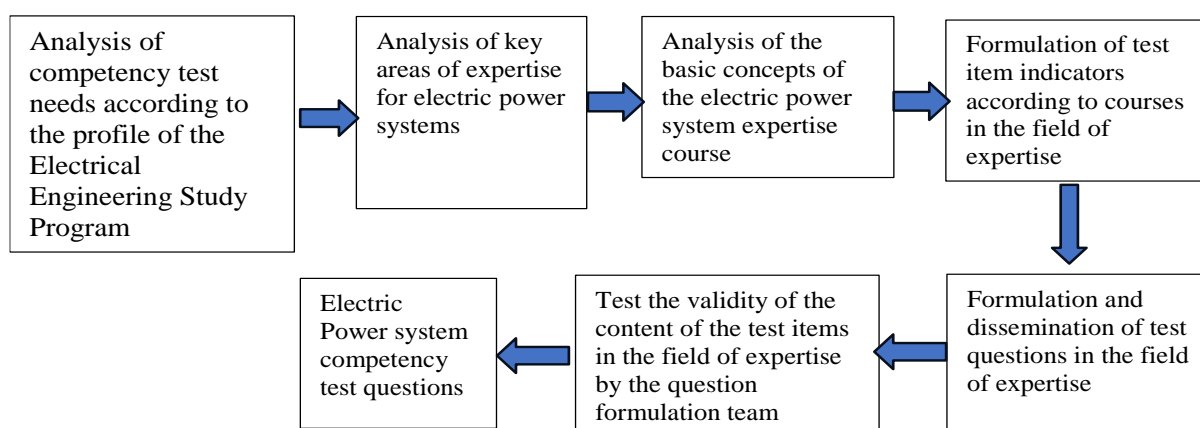 Analysis of
competency test
needs according to
the profile of the
Electrical
Engineering Study
Program
Analysis of key
areas of expertise
for electric power
systems
Analysis of the
basic concepts of
the electric power
system expertise
course
Formulation of test
item indicators
according to courses
in the field of
expertise
Formulation and
dissemination of test
questions in the field
of expertise
Test the validity of the
content of the test items
in the field of expertise
by the question
formulation team
Electric
Power system
competency
test questions